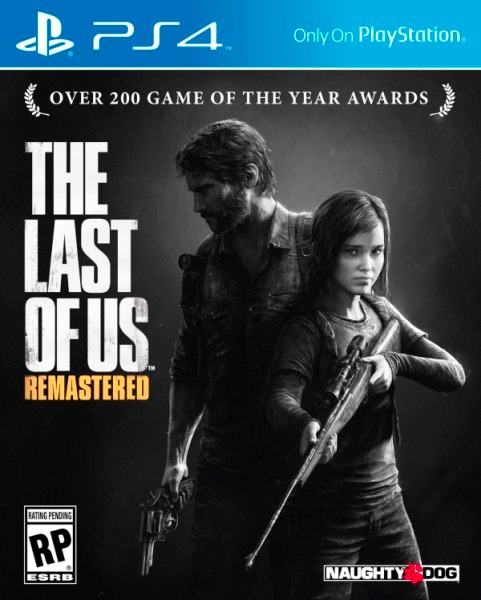 PS4
Only On PlayStation®
OVER 200 GAME OF THE YEAR AWARDS
THE
LAST
OF US™
REMASTERED
RATING PENDING
RP
ESRB
NAUGHTY DOG